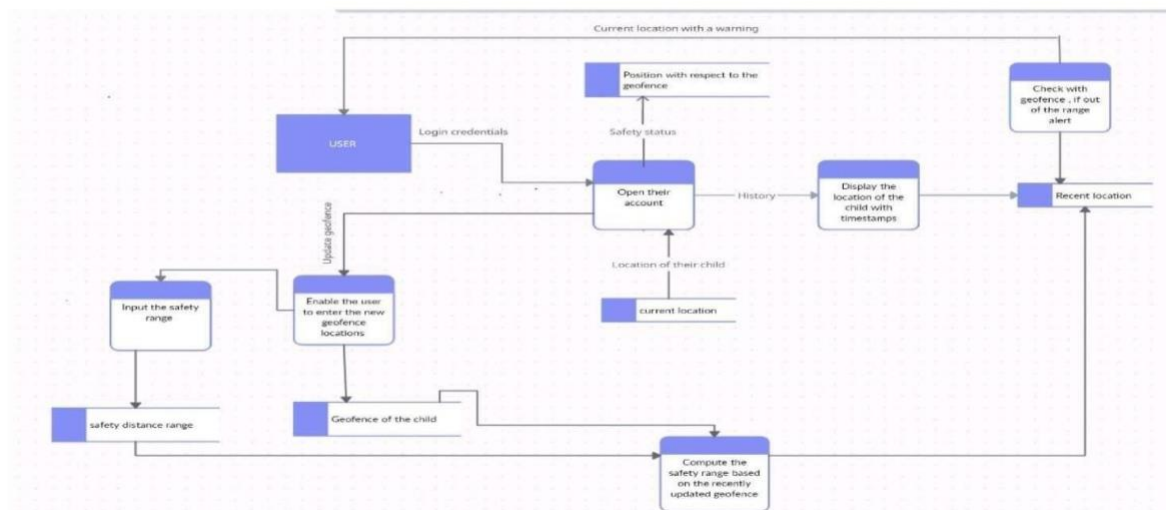 Current location with a warning
Position with respect to the
geofence
Check with
geofence , if out
of the range
alert
Login credentials
USER
Safety status
Open their
account
History
Display the
location of the
child with
timestamps
Recent location
Update geofence
Location of their child
Input the safety
range
Enable the user
to enter the new
geofence
locations
current location
safety distance range
Geofence of the child
Compute the
safety range based
on the recently
updated geofence